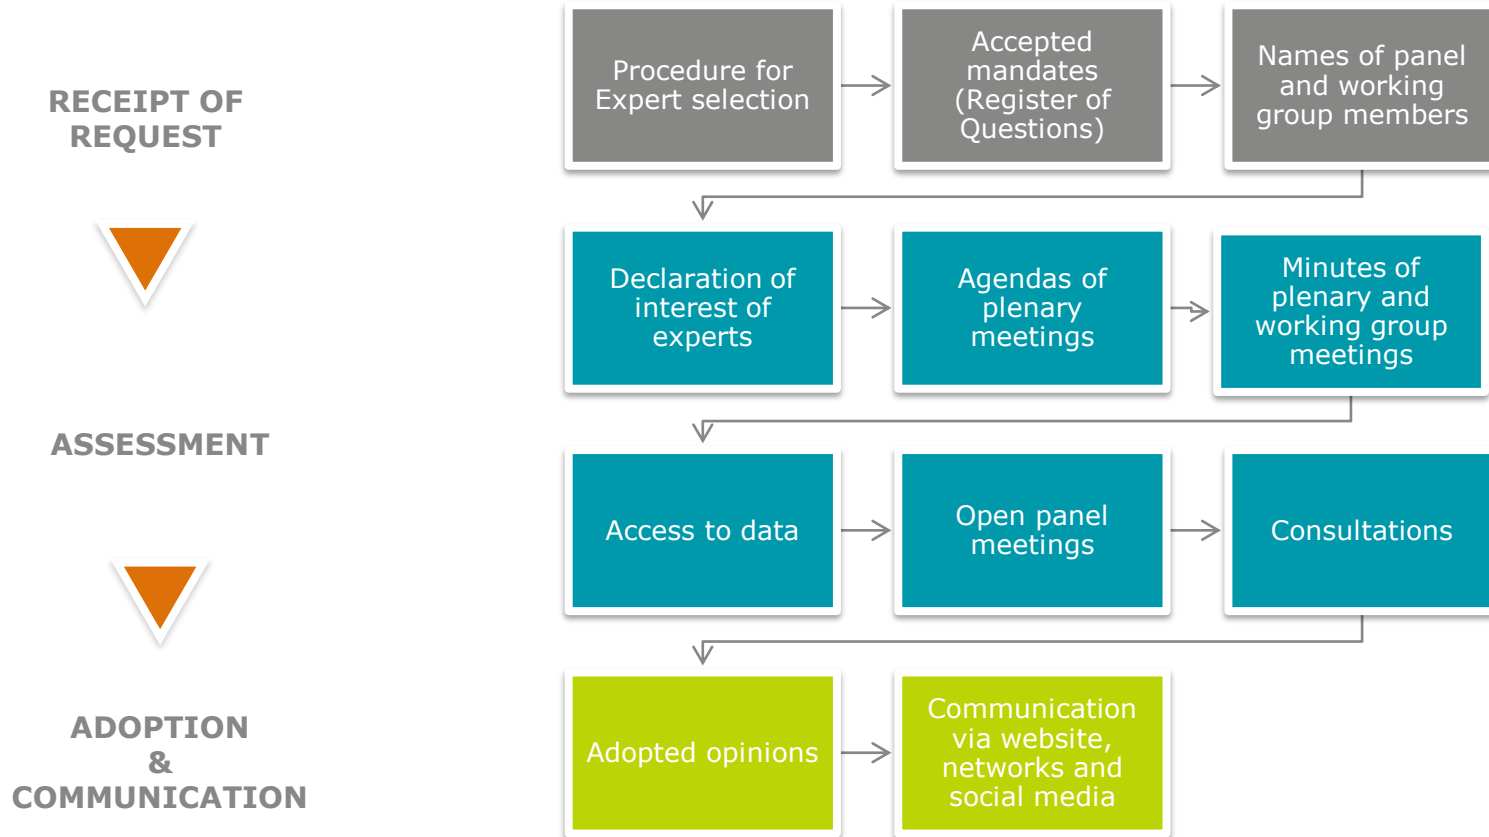 RECEIPT OF
REQUEST
Procedure for
Expert selection
Accepted
mandates
(Register of
Questions)
Names of panel
and working
group members
Declaration of
interest of
experts
Agendas of
plenary
meetings
Minutes of
plenary and
working group
meetings
ASSESSMENT
Access to data
Open panel
meetings
Consultations
ADOPTION
&
COMMUNICATION
Adopted opinions
Communication
via website,
networks and
social media